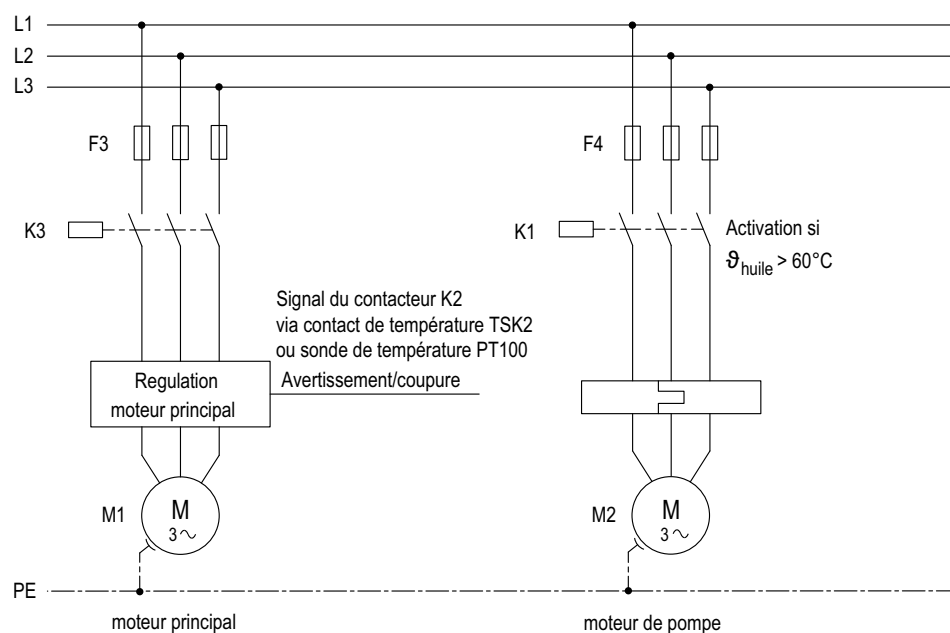 L1
L2
L3
F3
F4
K3
K1
Activation si
ϑhuile > 60°C
Signal du contacteur K2
via contact de température TSK2
ou sonde de température PT100
Avertissement/coupure
Regulation
moteur principal
M1
M
3～
M2
M
3～
PE
moteur principal
moteur de pompe